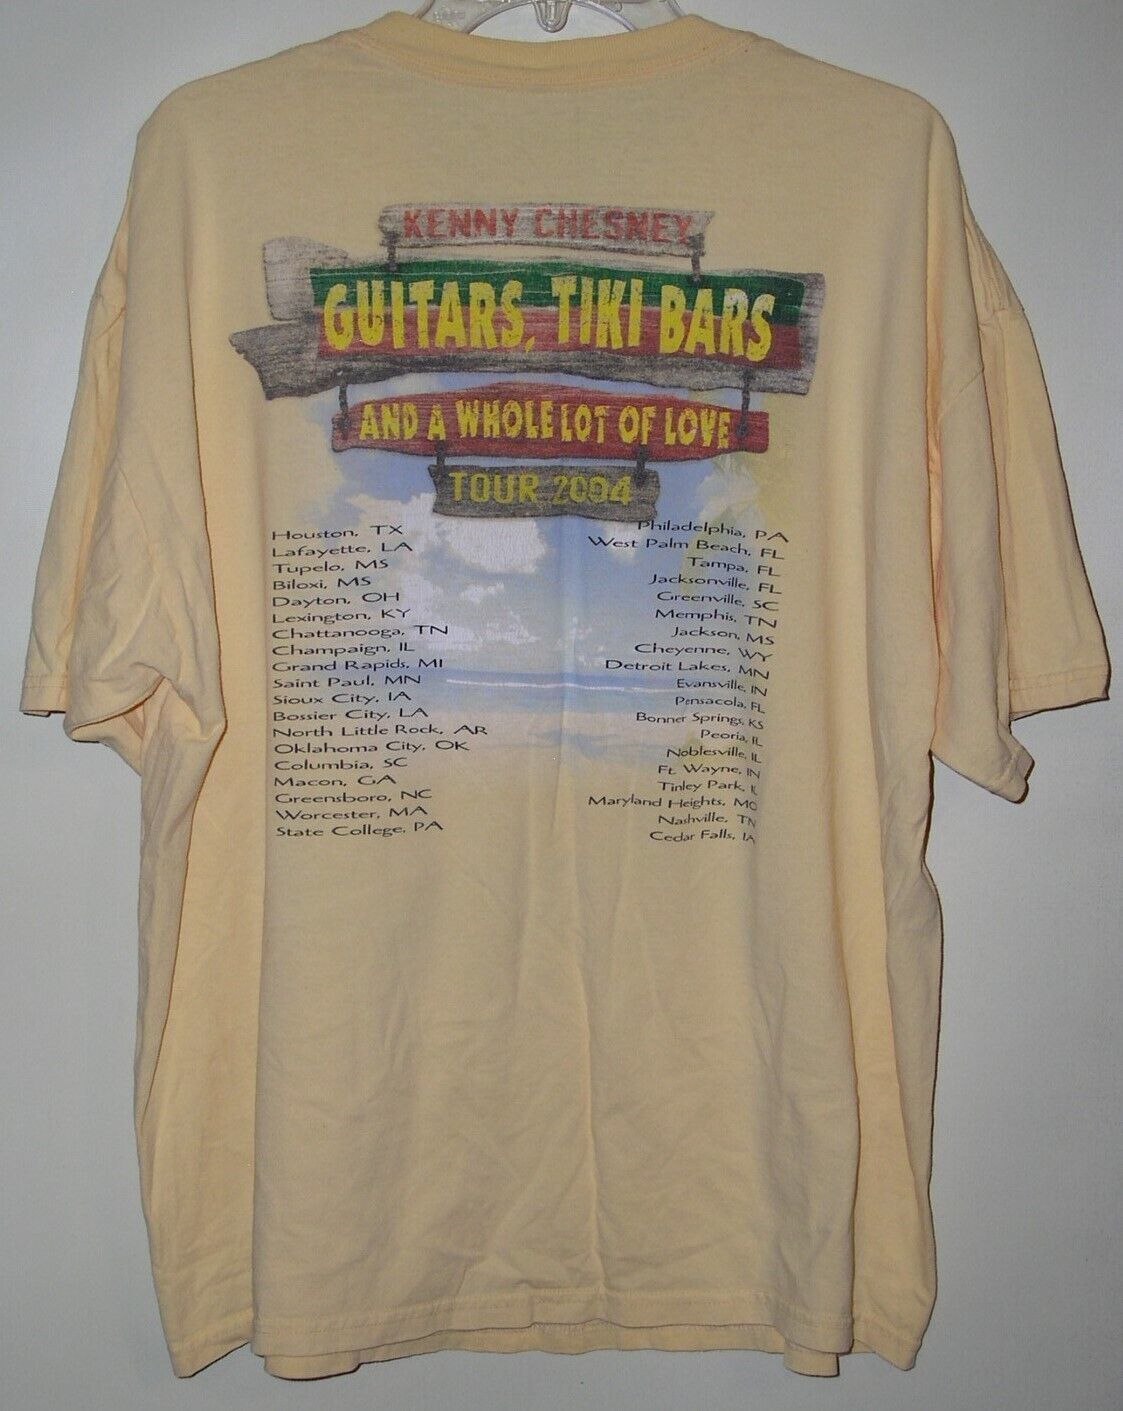 KENNY CHESNEY
GUITARS, TIKI BARS
AND A WHOLE LOT OF LOVE
TOUR 2004
Houston, TX
Lafayette, LA
Tupelo, MS
Biloxi, MS
Dayton, OH
Lexington, KY
Chattanooga, TN
Champaign, IL
Grand Rapids, MI
Saint Paul, MN
Sioux City, IA
Bossier City, LA
North Little Rock, AR
Oklahoma City, OK
Columbia, SC
Macon, GA
Greensboro, NC
Worcester, MA
State College, PA
Philadelphia, PA
West Palm Beach, FL
Tampa, FL
Jacksonville, FL
Greenville, SC
Memphis, TN
Jackson, MS
Cheyenne, WY
Detroit Lakes, MN
Evansville, IN
Pensacola, FL
Bonner Springs, KS
Peoria, IL
Noblesville, IL
Ft. Wayne, IN
Tinley Park, IL
Maryland Heights, MO
Nashville, TN
Cedar Falls, IA